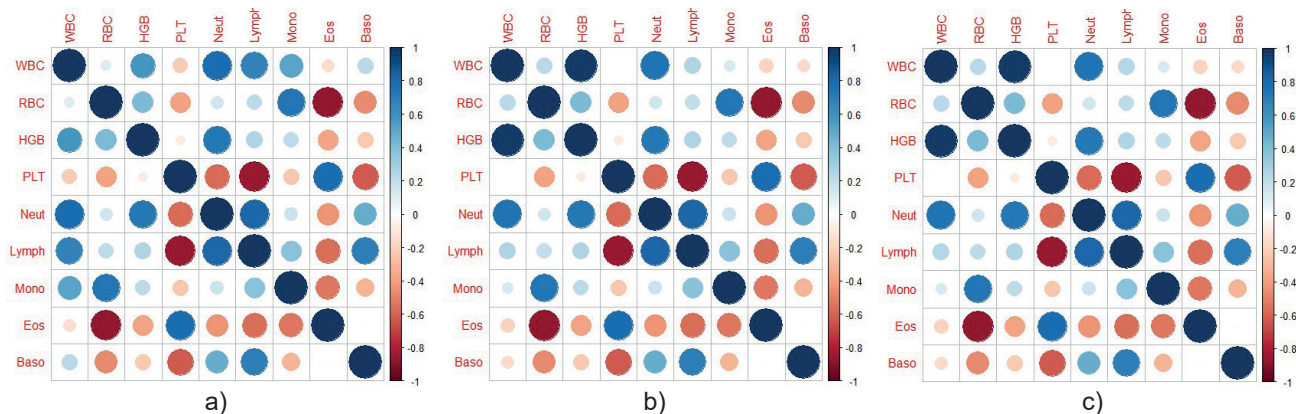 WBC RBC HGB PLT Neut Lymph Mono Eos Baso
WBC
RBC
HGB
PLT
Neut
Lymph
Mono
Eos
Baso
1
0.8
0.6
0.4
0.2
0
-0.2
-0.4
-0.6
-0.8
-1
a)
WBC RBC HGB PLT Neut Lymph Mono Eos Baso
WBC
RBC
HGB
PLT
Neut
Lymph
Mono
Eos
Baso
1
0.8
0.6
0.4
0.2
0
-0.2
-0.4
-0.6
-0.8
-1
b)
WBC RBC HGB PLT Neut Lymph Mono Eos Baso
WBC
RBC
HGB
PLT
Neut
Lymph
Mono
Eos
Baso
1
0.8
0.6
0.4
0.2
0
-0.2
-0.4
-0.6
-0.8
-1
c)